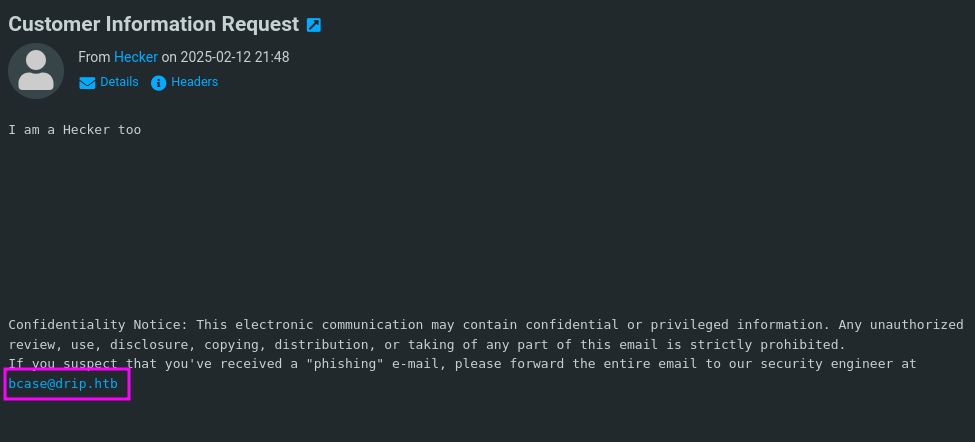 Customer Information Request
From Hecker on 2025-02-12 21:48
Details Headers
I am a Hecker too
Confidentiality Notice: This electronic communication may contain confidential or privileged information. Any unauthorized
review, use, disclosure, copying, distribution, or taking of any part of this email is strictly prohibited.
If you suspect that you've received a "phishing" e-mail, please forward the entire email to our security engineer at
bcase@drip.htb